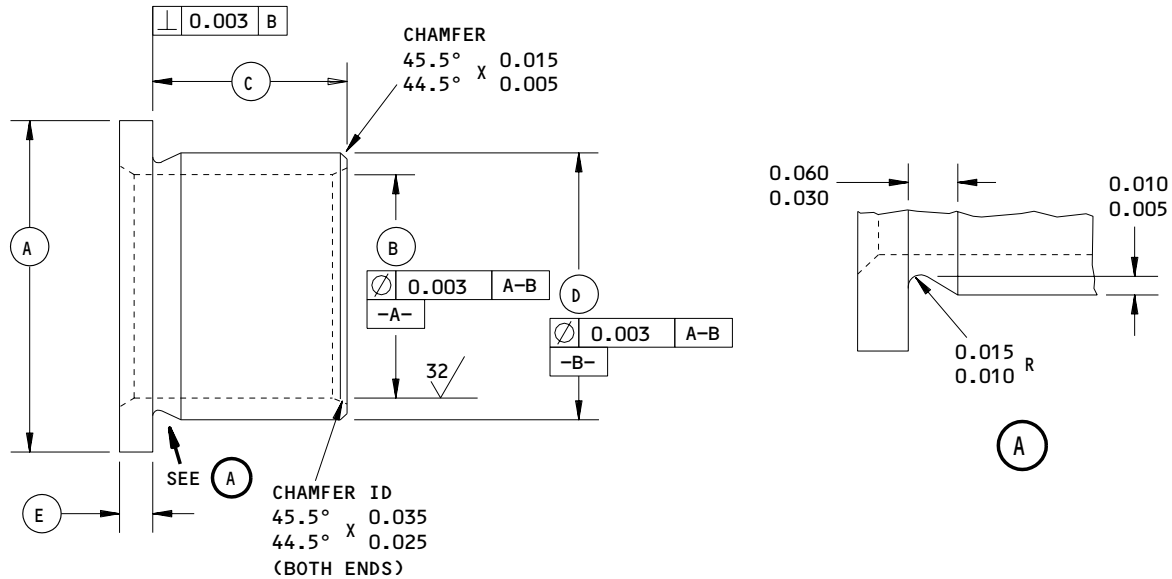 ⊥ 0.003 B
CHAMFER
45.5° X 0.015
44.5° 0.005
C
A
B
⌀ 0.003 A-B
-A-
D
⌀ 0.003 A-B
-B-
32
SEE A
E
CHAMFER ID
45.5° X 0.035
44.5° 0.025
(BOTH ENDS)
0.060
0.030
0.010
0.005
0.015 R
0.010
A